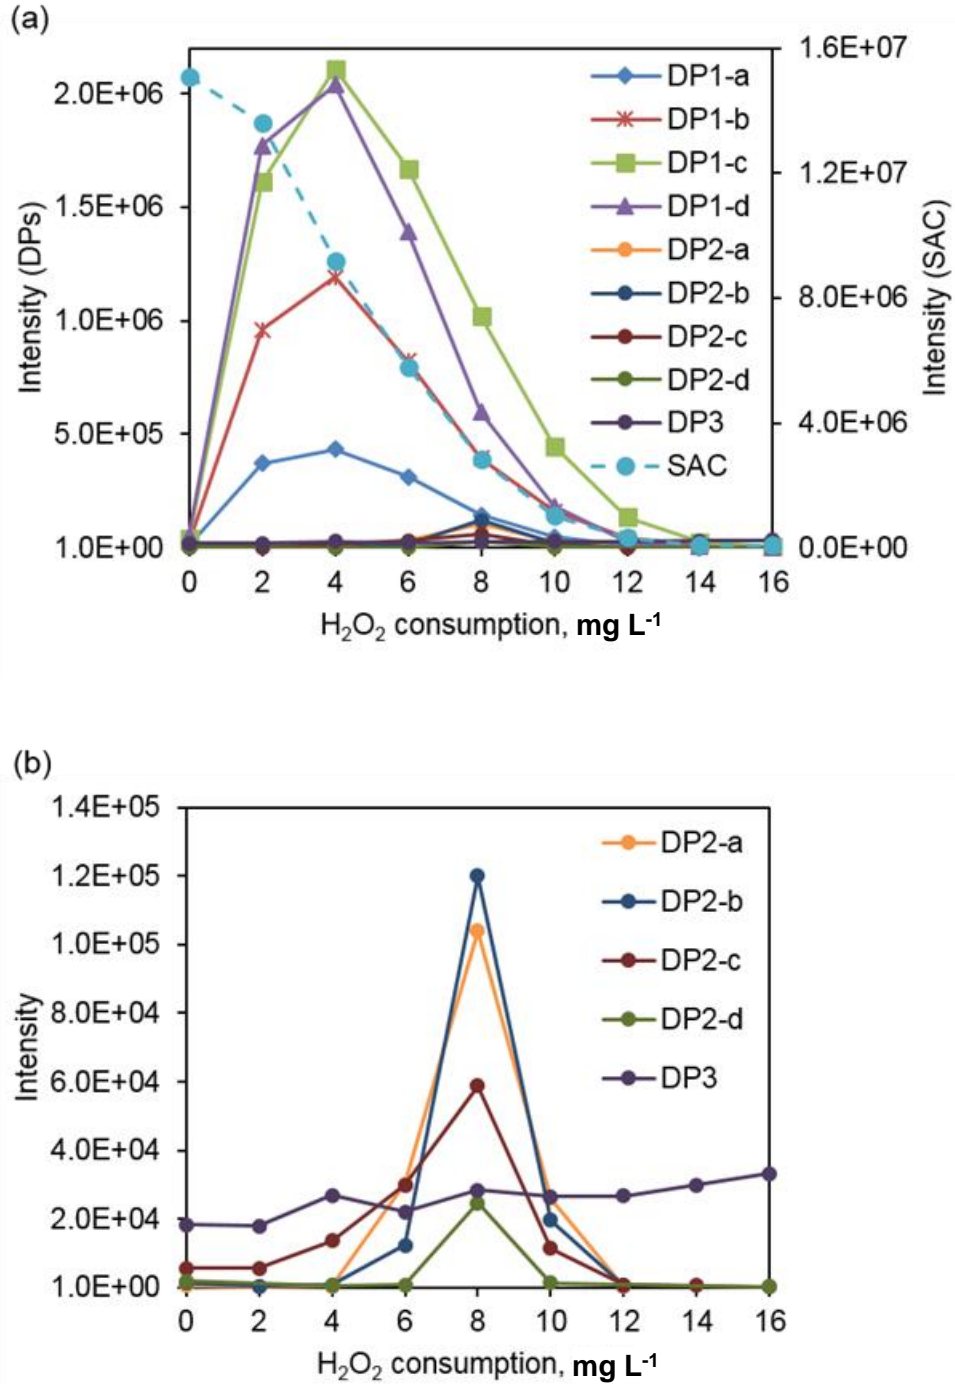 (a)
1.6E+07
2.0E+06
1.2E+07
1.5E+06
8.0E+06
1.0E+06
4.0E+06
5.0E+05
1.0E+00
0.0E+00
Intensity (DPs)
Intensity (SAC)
DP1-a
DP1-b
DP1-c
DP1-d
DP2-a
DP2-b
DP2-c
DP2-d
DP3
SAC
0 2 4 6 8 10 12 14 16
H₂O₂ consumption, mg L⁻¹
(b)
1.4E+05
1.2E+05
1.0E+05
8.0E+04
6.0E+04
4.0E+04
2.0E+04
1.0E+00
Intensity
DP2-a
DP2-b
DP2-c
DP2-d
DP3
0 2 4 6 8 10 12 14 16
H₂O₂ consumption, mg L⁻¹